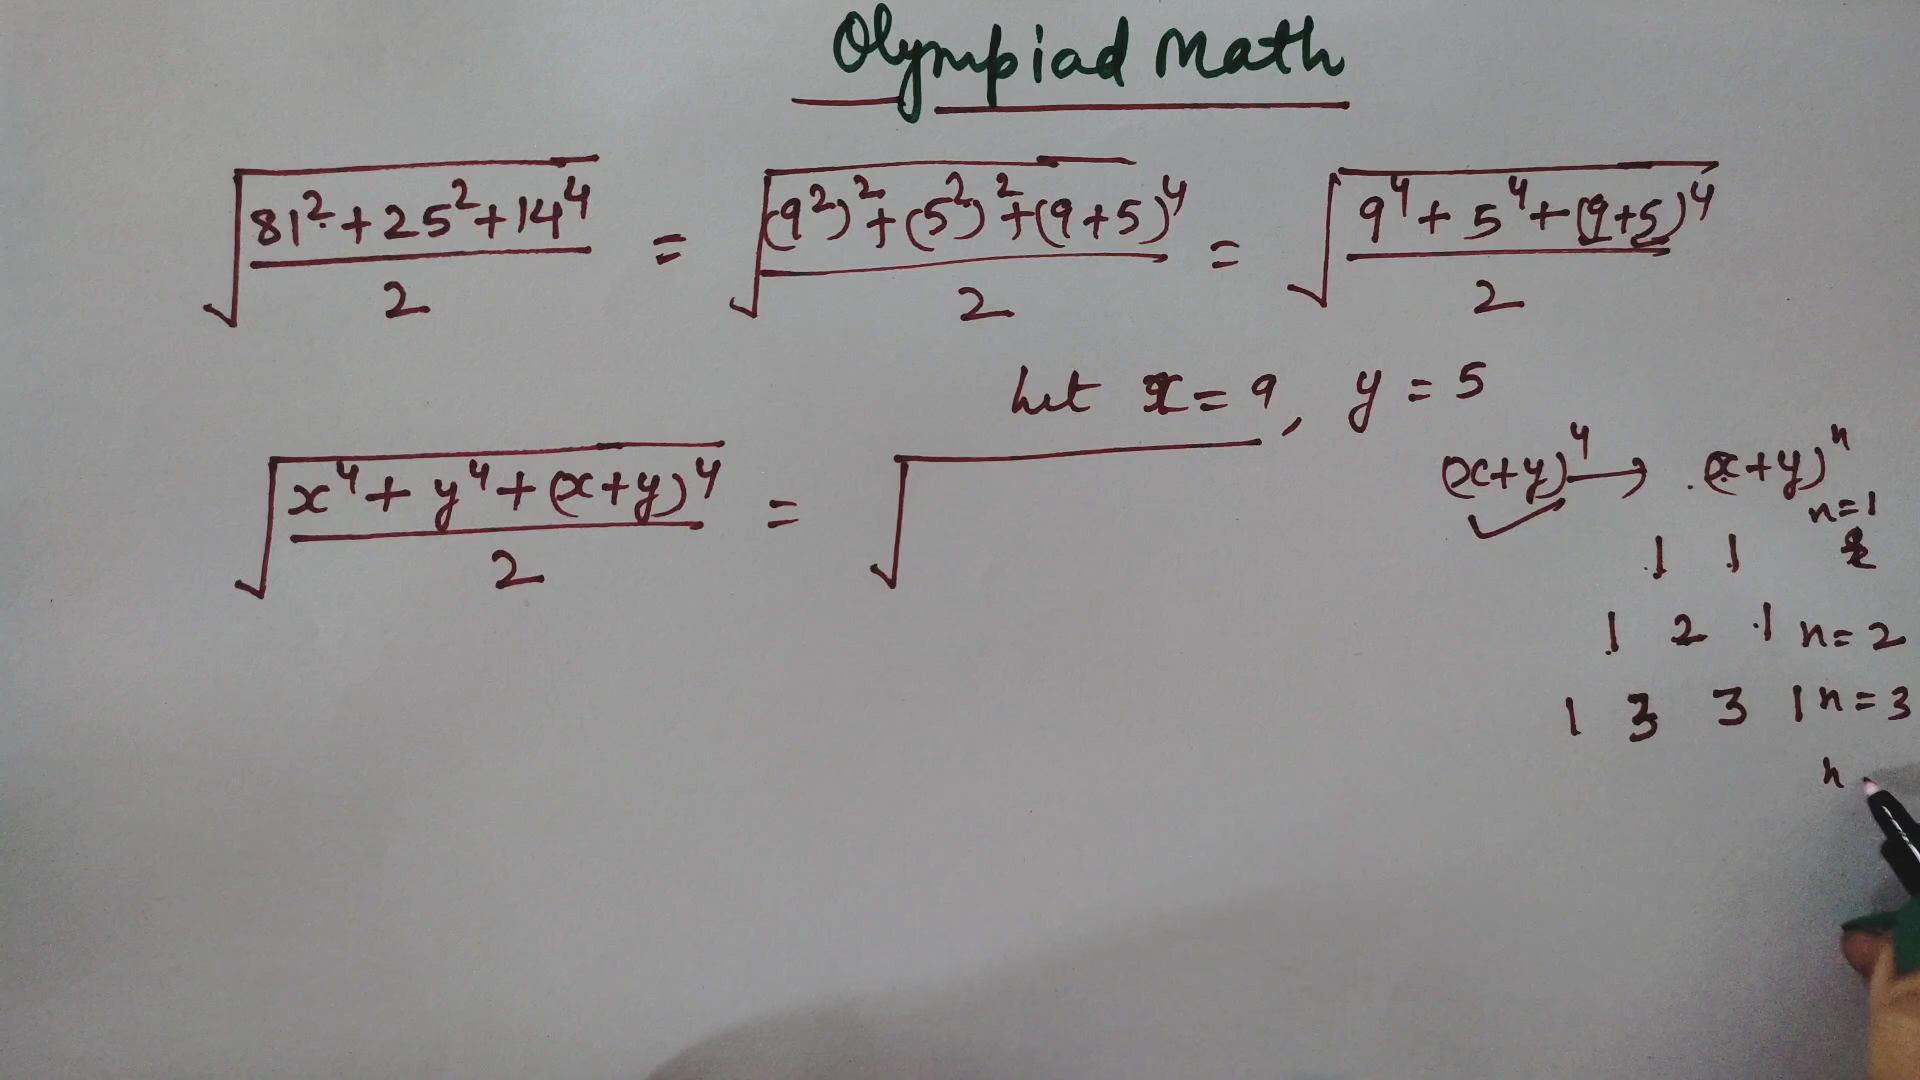 Olympiad Math
√((81² + 25² + 14⁴)/2) = √(((9²)² + (5²)² + (9+5)⁴)/2) = √((9⁴ + 5⁴ + (9+5)⁴)/2)
Let x = 9, y = 5
√((x⁴ + y⁴ + (x+y)⁴)/2) = √
(x+y)⁴ → (x+y)ⁿ
n=1
1 1
1 2 1 n=2
1 3 3 1 n=3
n